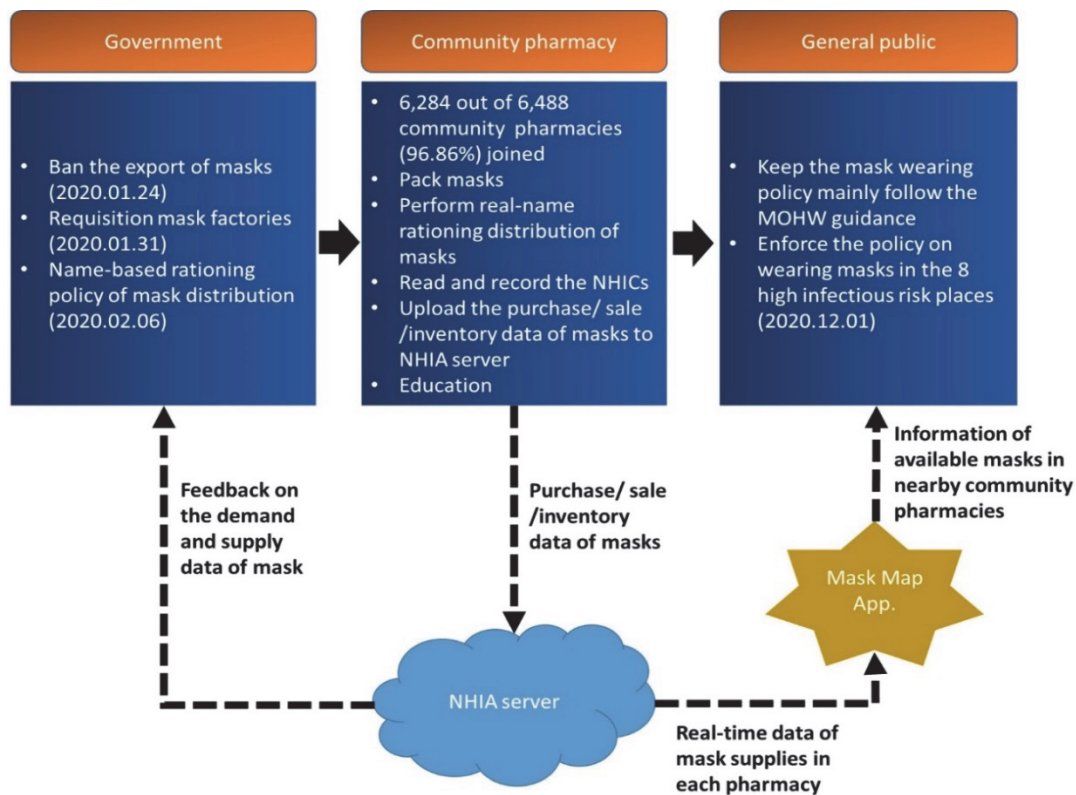 Government
Ban the export of masks
(2020.01.24)
Requisition mask factories
(2020.01.31)
Name-based rationing
policy of mask distribution
(2020.02.06)
Community pharmacy
6,284 out of 6,488
community pharmacies
(96.86%) joined
Pack masks
Perform real-name
rationing distribution of
masks
Read and record the NHICs
Upload the purchase/ sale
/inventory data of masks to
NHIA server
Education
General public
Keep the mask wearing
policy mainly follow the
MOHW guidance
Enforce the policy on
wearing masks in the 8
high infectious risk places
(2020.12.01)
Feedback on
the demand
and supply
data of mask
Purchase/ sale
/inventory
data of masks
Information of
available masks in
nearby community
pharmacies
Mask Map
App.
NHIA server
Real-time data of
mask supplies in
each pharmacy